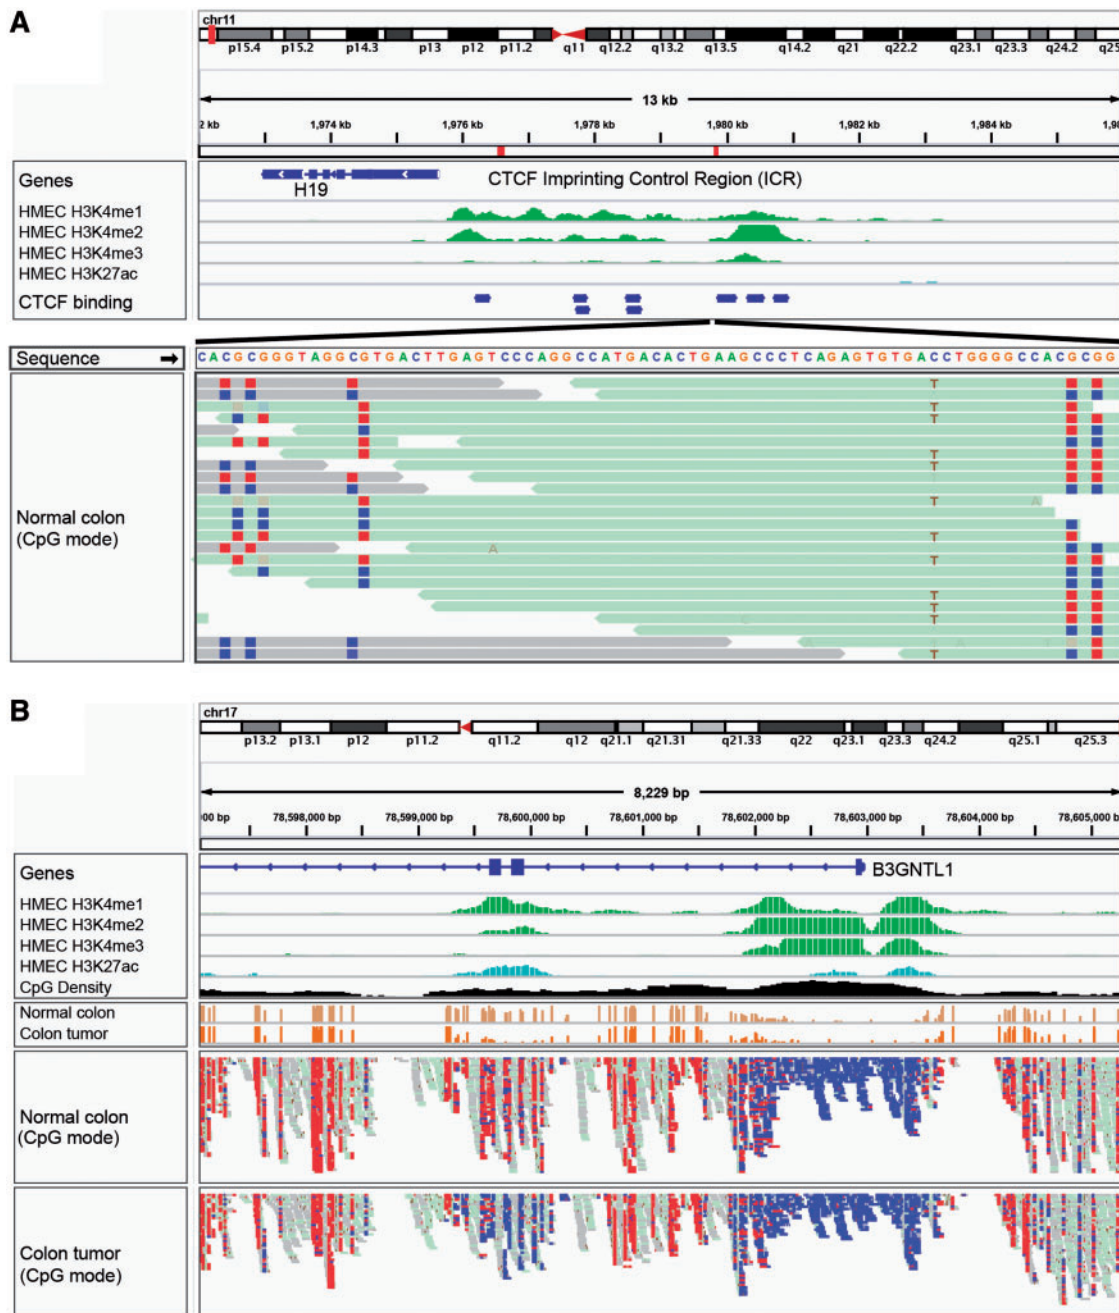 A
chr11
p15.4 p15.2 p14.3 p13 p12 p11.2 q11 q12.2 q13.2 q13.5 q14.2 q21 q22.2 q23.1 q23.3 q24.2 q25
13 kb
2 kb 1,974 kb 1,976 kb 1,978 kb 1,980 kb 1,982 kb 1,984 kb 1,98
Genes
H19
CTCF Imprinting Control Region (ICR)
HMEC H3K4me1
HMEC H3K4me2
HMEC H3K4me3
HMEC H3K27ac
CTCF binding
Sequence
CACGCGGGTAGGCGTGACTTGAGTCCCAGGCCATGACACTGAAGCCCTCAGAGTGTGACCTGGGGCCACGCGG
T
T
T
T
T
A
T
A
T
T
T
T
T
Normal colon
(CpG mode)
B
chr17
p13.2 p13.1 p12 p11.2 q11.2 q12 q21.1 q21.31 q21.33 q22 q23.1 q23.3 q24.2 q25.1 q25.3
8,229 bp
000 bp 78,598,000 bp 78,599,000 bp 78,600,000 bp 78,601,000 bp 78,602,000 bp 78,603,000 bp 78,604,000 bp 78,605,000 b
Genes
B3GNTL1
HMEC H3K4me1
HMEC H3K4me2
HMEC H3K4me3
HMEC H3K27ac
CpG Density
Normal colon
Colon tumor
Normal colon
(CpG mode)
Colon tumor
(CpG mode)